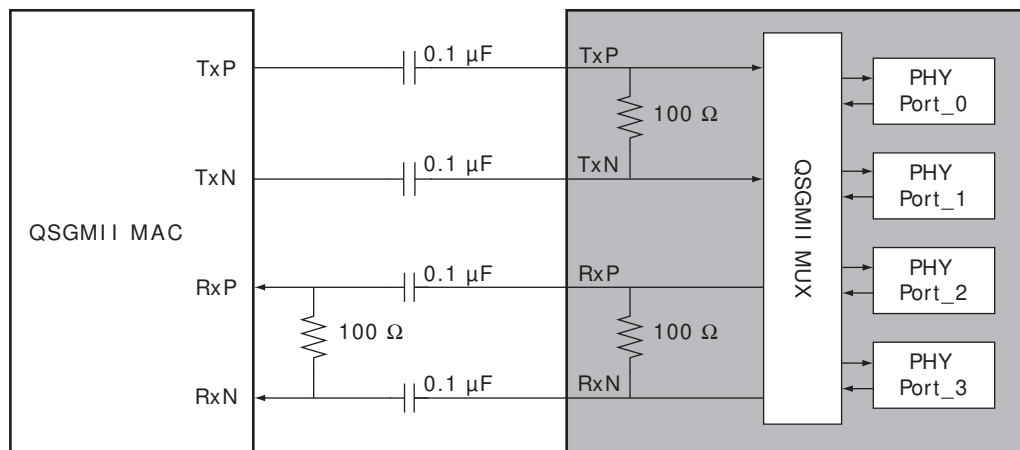 0.1 µF
TxP
TxP
100 Ω
0.1 µF
TxN
TxN
QSGMII MAC
0.1 µF
RxP
RxP
100 Ω
100 Ω
0.1 µF
RxN
RxN
QSGMII MUX
PHY
Port_0
PHY
Port_1
PHY
Port_2
PHY
Port_3